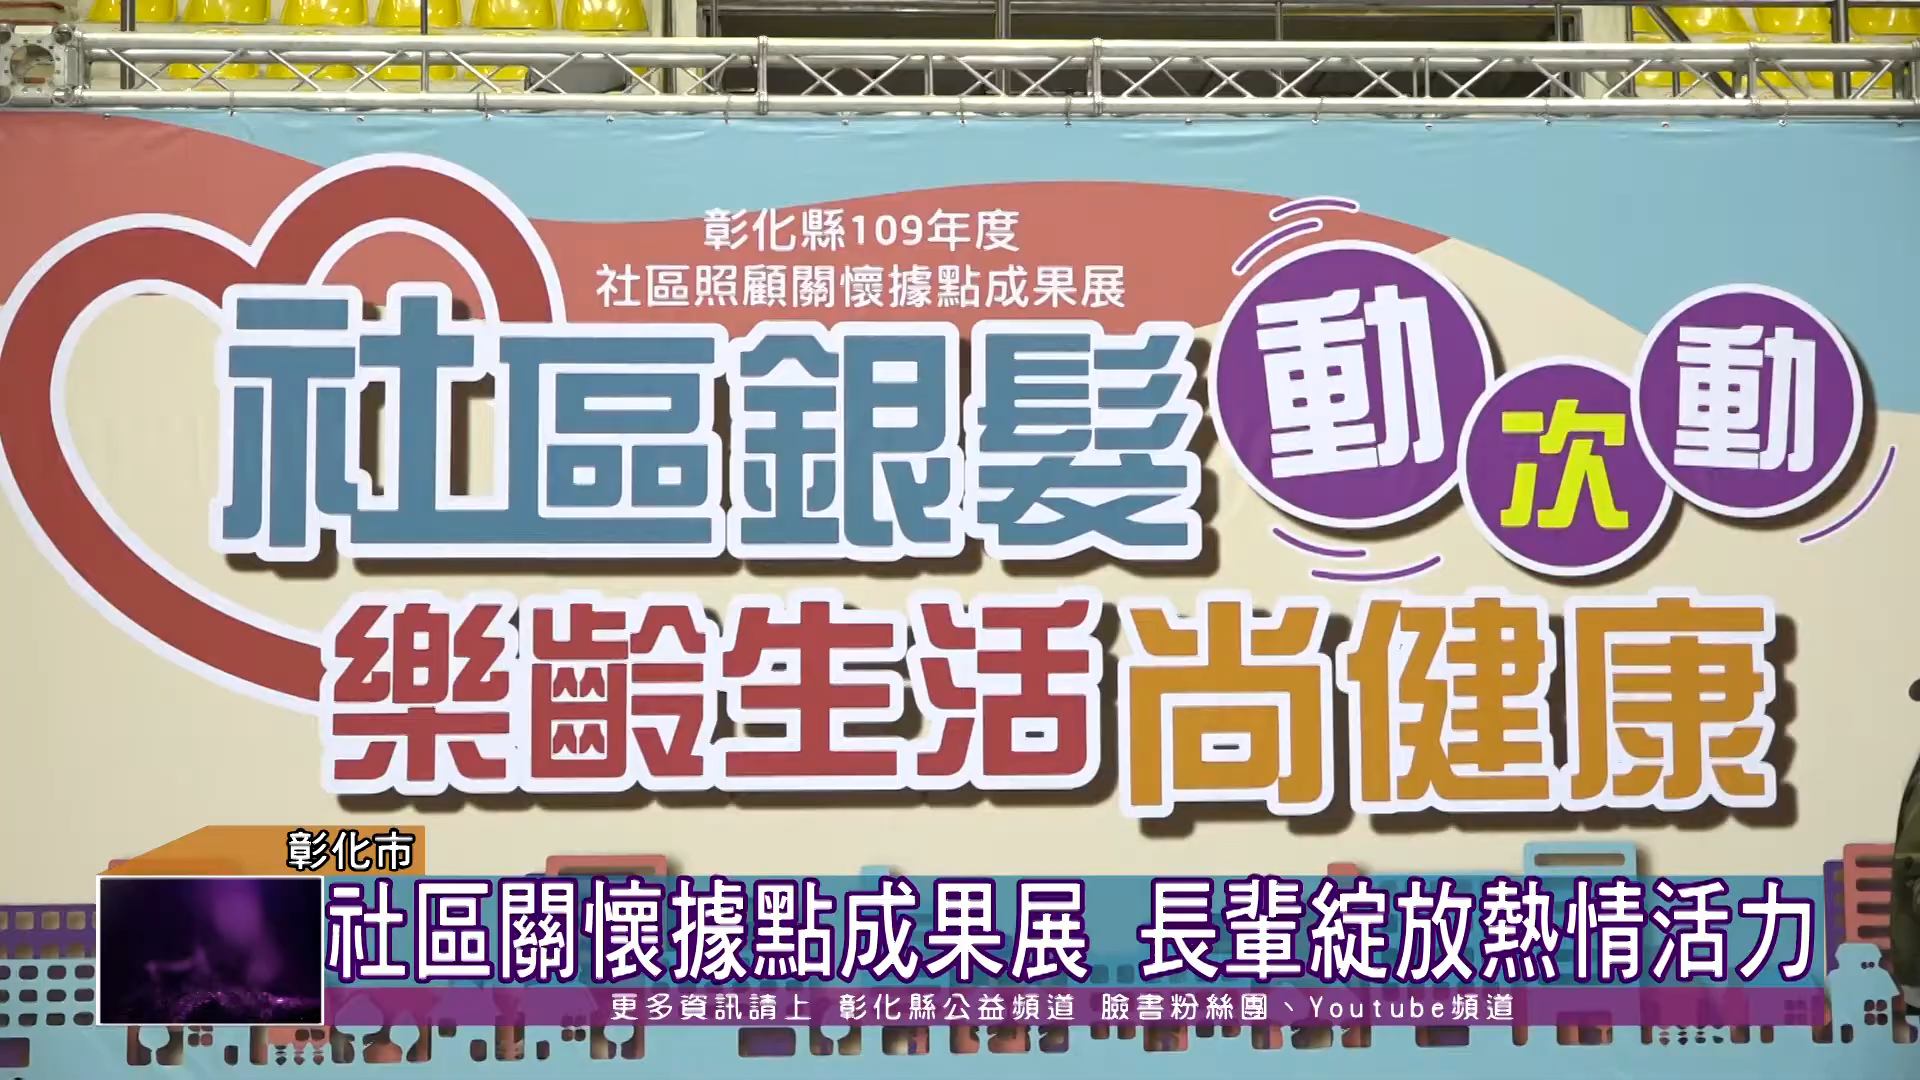 彰化縣109年度
社區照顧關懷據點成果展
社區銀髮動次動
樂齡生活尚健康
彰化市
社區關懷據點成果展 長輩綻放熱情活力
更多資訊請上 彰化縣公益頻道 臉書粉絲團、Youtube頻道